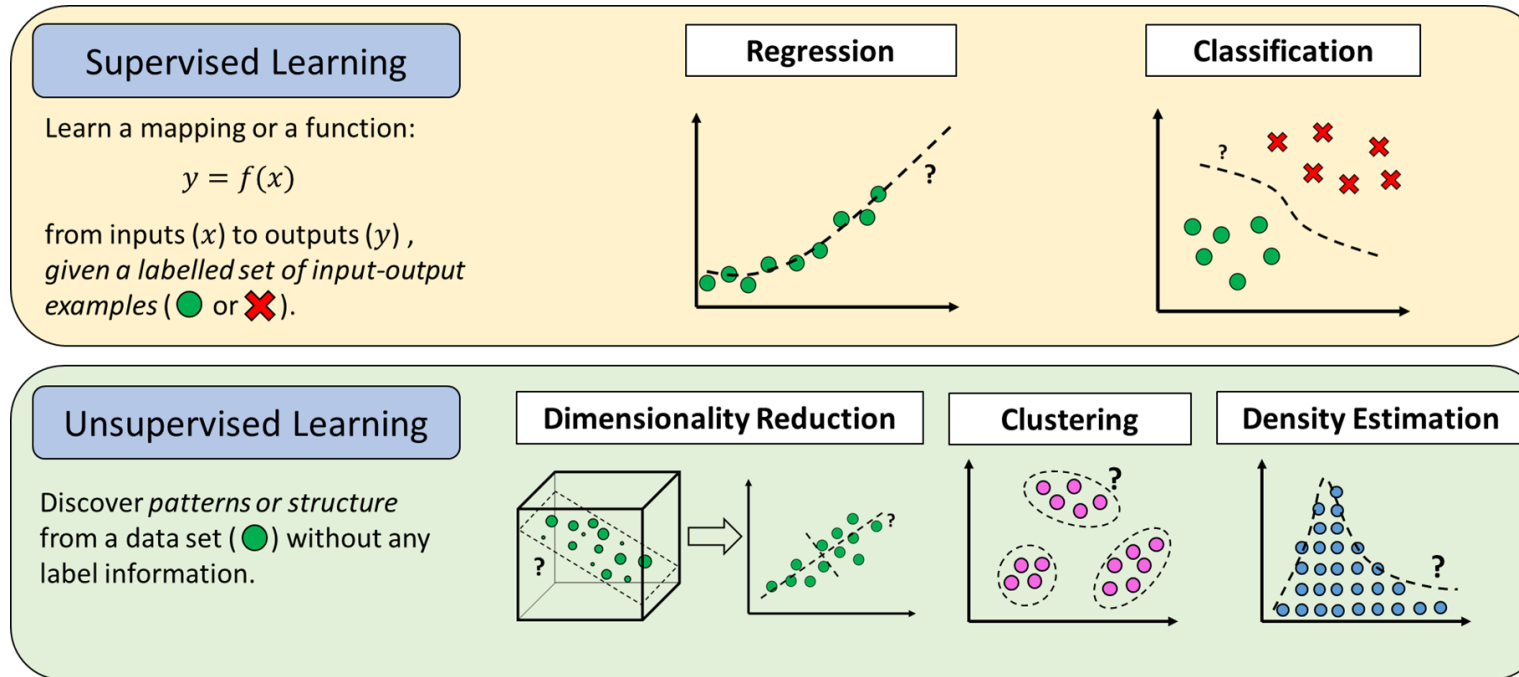 Supervised Learning
Learn a mapping or a function:
y = f(x)
from inputs (x) to outputs (y) ,
given a labelled set of input-output
examples ( or ).
Regression
?
Classification
?
Unsupervised Learning
Discover patterns or structure
from a data set ( ) without any
label information.
Dimensionality Reduction
?
?
Clustering
?
Density Estimation
?